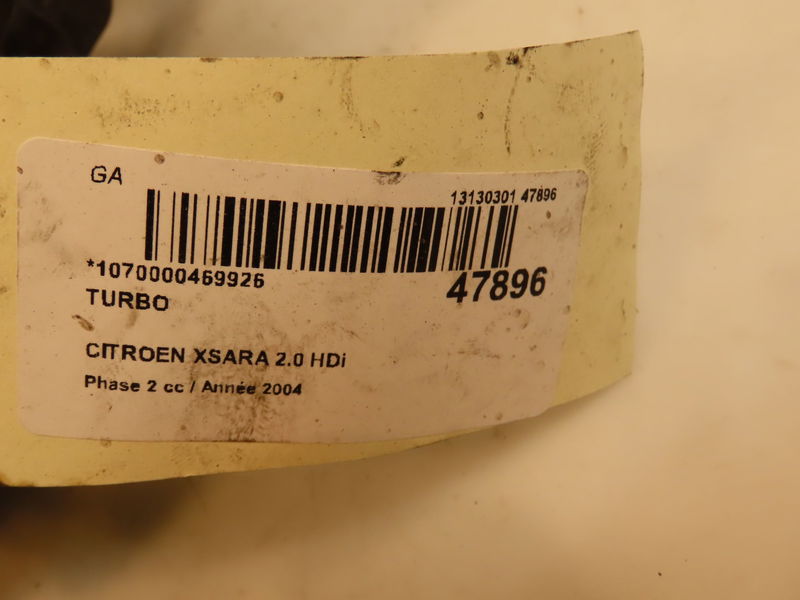 GA
13130301 47896
*1070000469926
47896
TURBO
CITROEN XSARA 2.0 HDi
Phase 2 cc / Année 2004